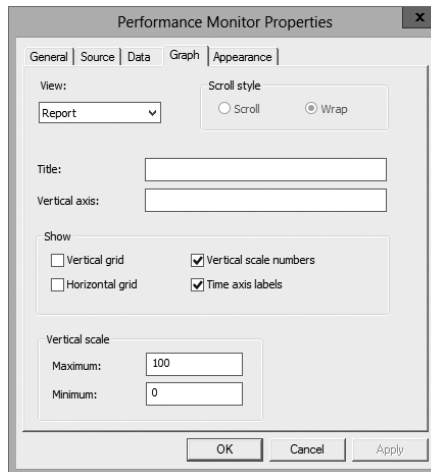 Performance Monitor Properties
x
General Source Data Graph Appearance
View:
Report
Scroll style
Scroll Wrap
Title:
Vertical axis:
Show
Vertical grid Vertical scale numbers
Horizontal grid Time axis labels
Vertical scale
Maximum: 100
Minimum: 0
OK Cancel Apply